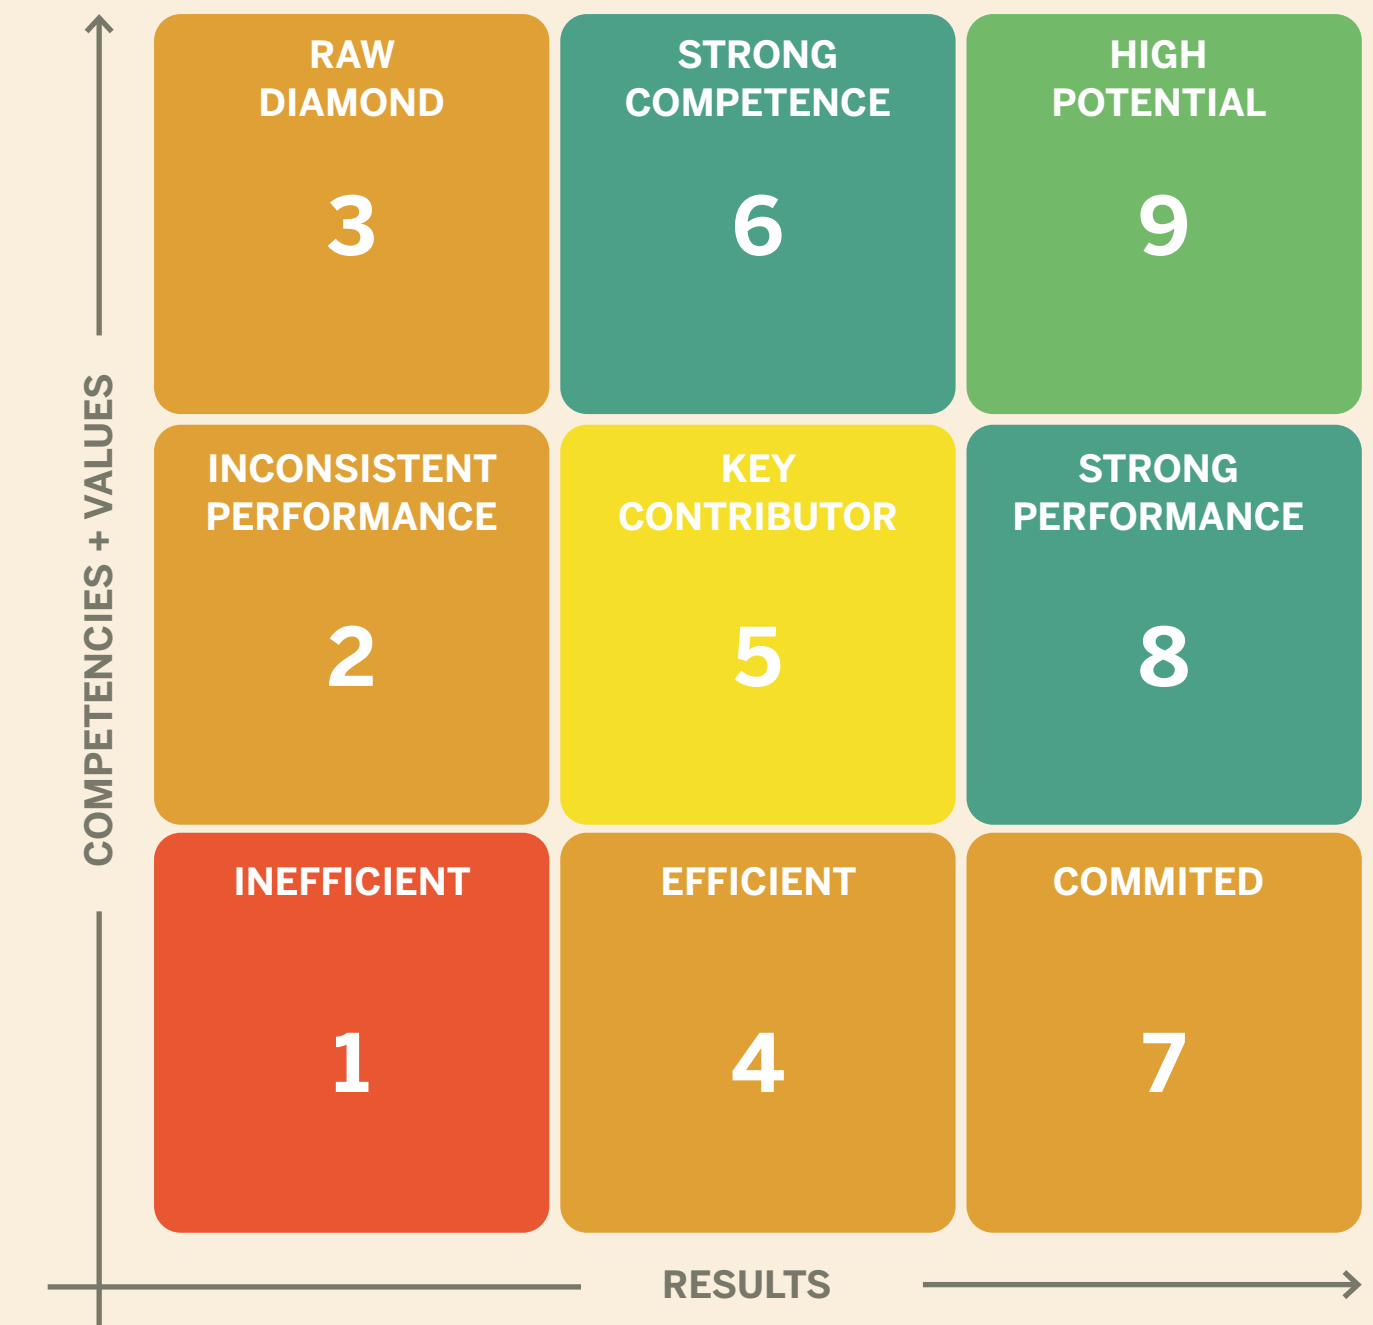 RAW
DIAMOND
3
STRONG
COMPETENCE
6
HIGH
POTENTIAL
9
INCONSISTENT
PERFORMANCE
2
KEY
CONTRIBUTOR
5
STRONG
PERFORMANCE
8
INEFFICIENT
1
EFFICIENT
4
COMMITED
7
COMPETENCIES + VALUES
RESULTS